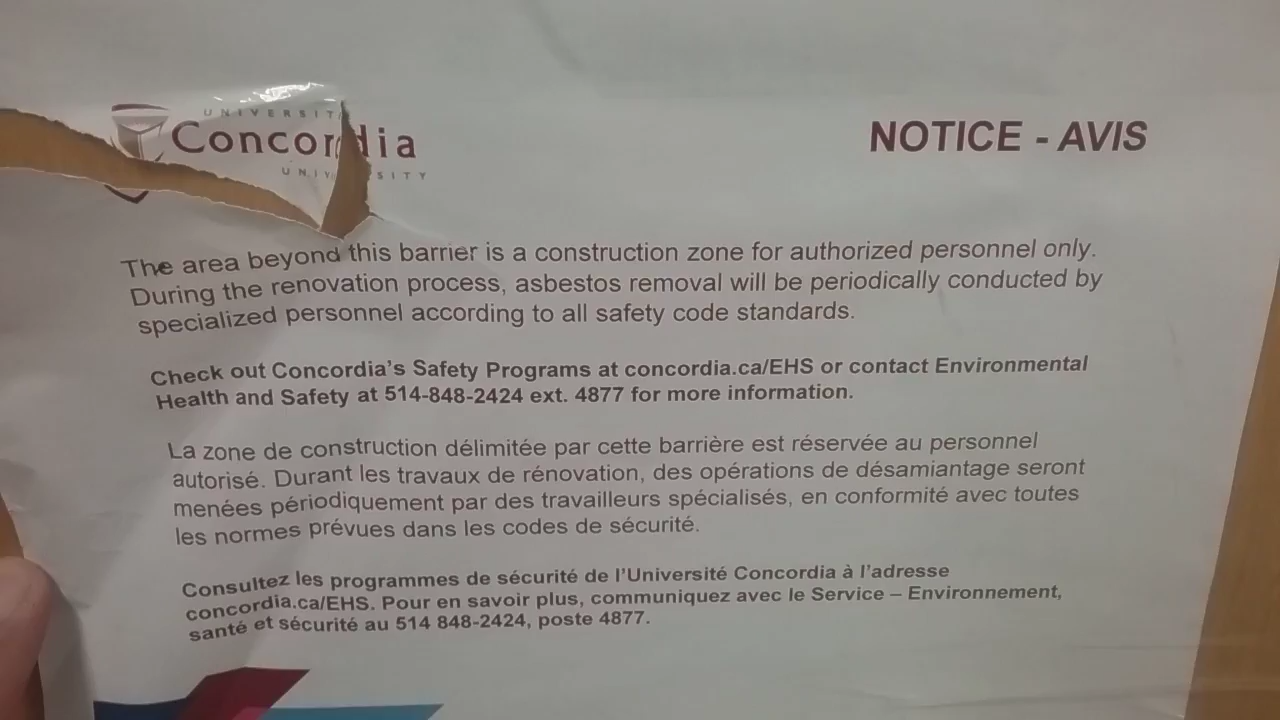 UNIVERSIT
Concordia
UNIVERSITY
NOTICE - AVIS
The area beyond this barrier is a construction zone for authorized personnel only.
During the renovation process, asbestos removal will be periodically conducted by
specialized personnel according to all safety code standards.
Check out Concordia's Safety Programs at concordia.ca/EHS or contact Environmental
Health and Safety at 514-848-2424 ext. 4877 for more information.
La zone de construction délimitée par cette barrière est réservée au personnel
autorisé. Durant les travaux de rénovation, des opérations de désamiantage seront
menées périodiquement par des travailleurs spécialisés, en conformité avec toutes
les normes prévues dans les codes de sécurité.
Consultez les programmes de sécurité de l'Université Concordia à l'adresse
concordia.ca/EHS. Pour en savoir plus, communiquez avec le Service – Environnement,
santé et sécurité au 514 848-2424, poste 4877.